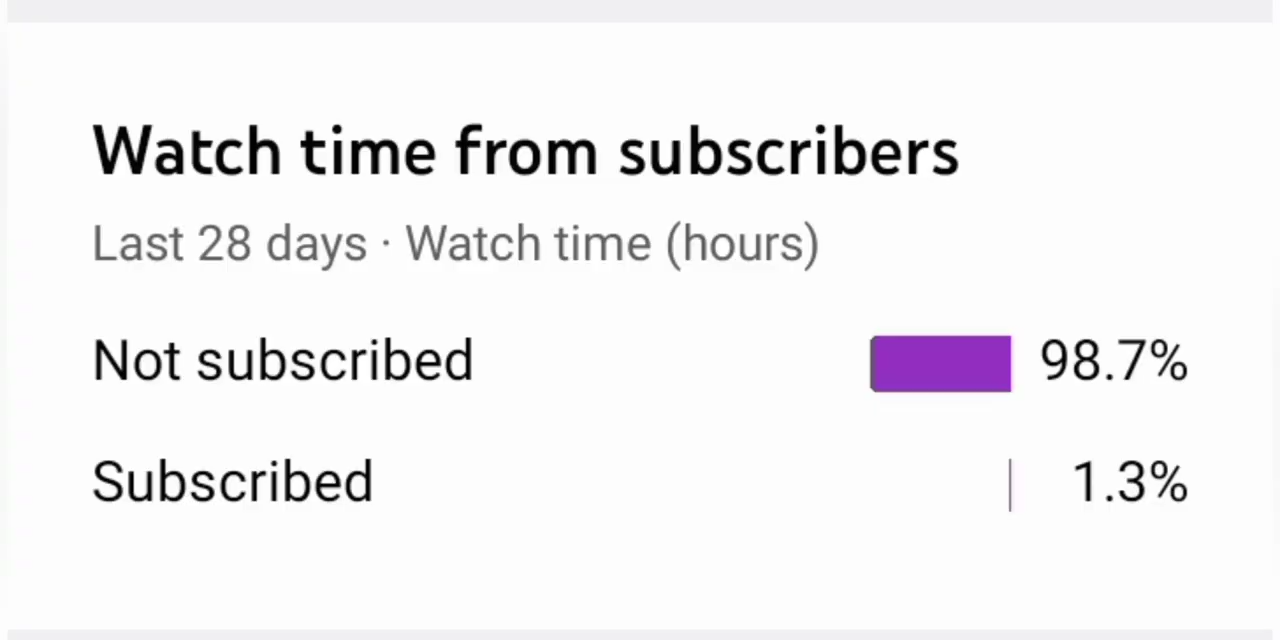 Watch time from subscribers
Last 28 days · Watch time (hours)
Not subscribed 98.7%
Subscribed 1.3%